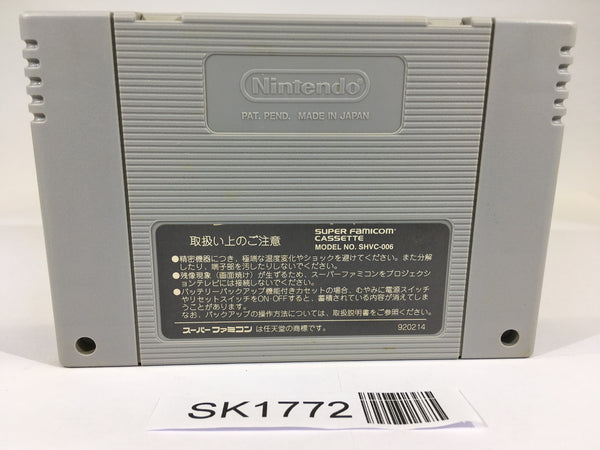 Nintendo
PAT. PEND. MADE IN JAPAN
取扱い上のご注意
SUPER FAMICOM
CASSETTE
MODEL NO. SHVC-006
●精密機器につき、極端な温度変化やショックを避けてください。また分解
したり、端子部を汚したりしないでください。
●残像現象（画面焼け）が生ずるため、スーパーファミコンをプロジェクシ
ョンテレビには接続しないでください。
●バッテリーバックアップ機能付きカセットの場合、むやみに電源スイッチ
やリセットスイッチをON·OFFすると、蓄積されている内容が消えてしま
うことがあります。
なお、バックアップの操作方法については、取扱説明書をご参照ください。
スーパーファミコンは任天堂の商標です。
920214
SK1772